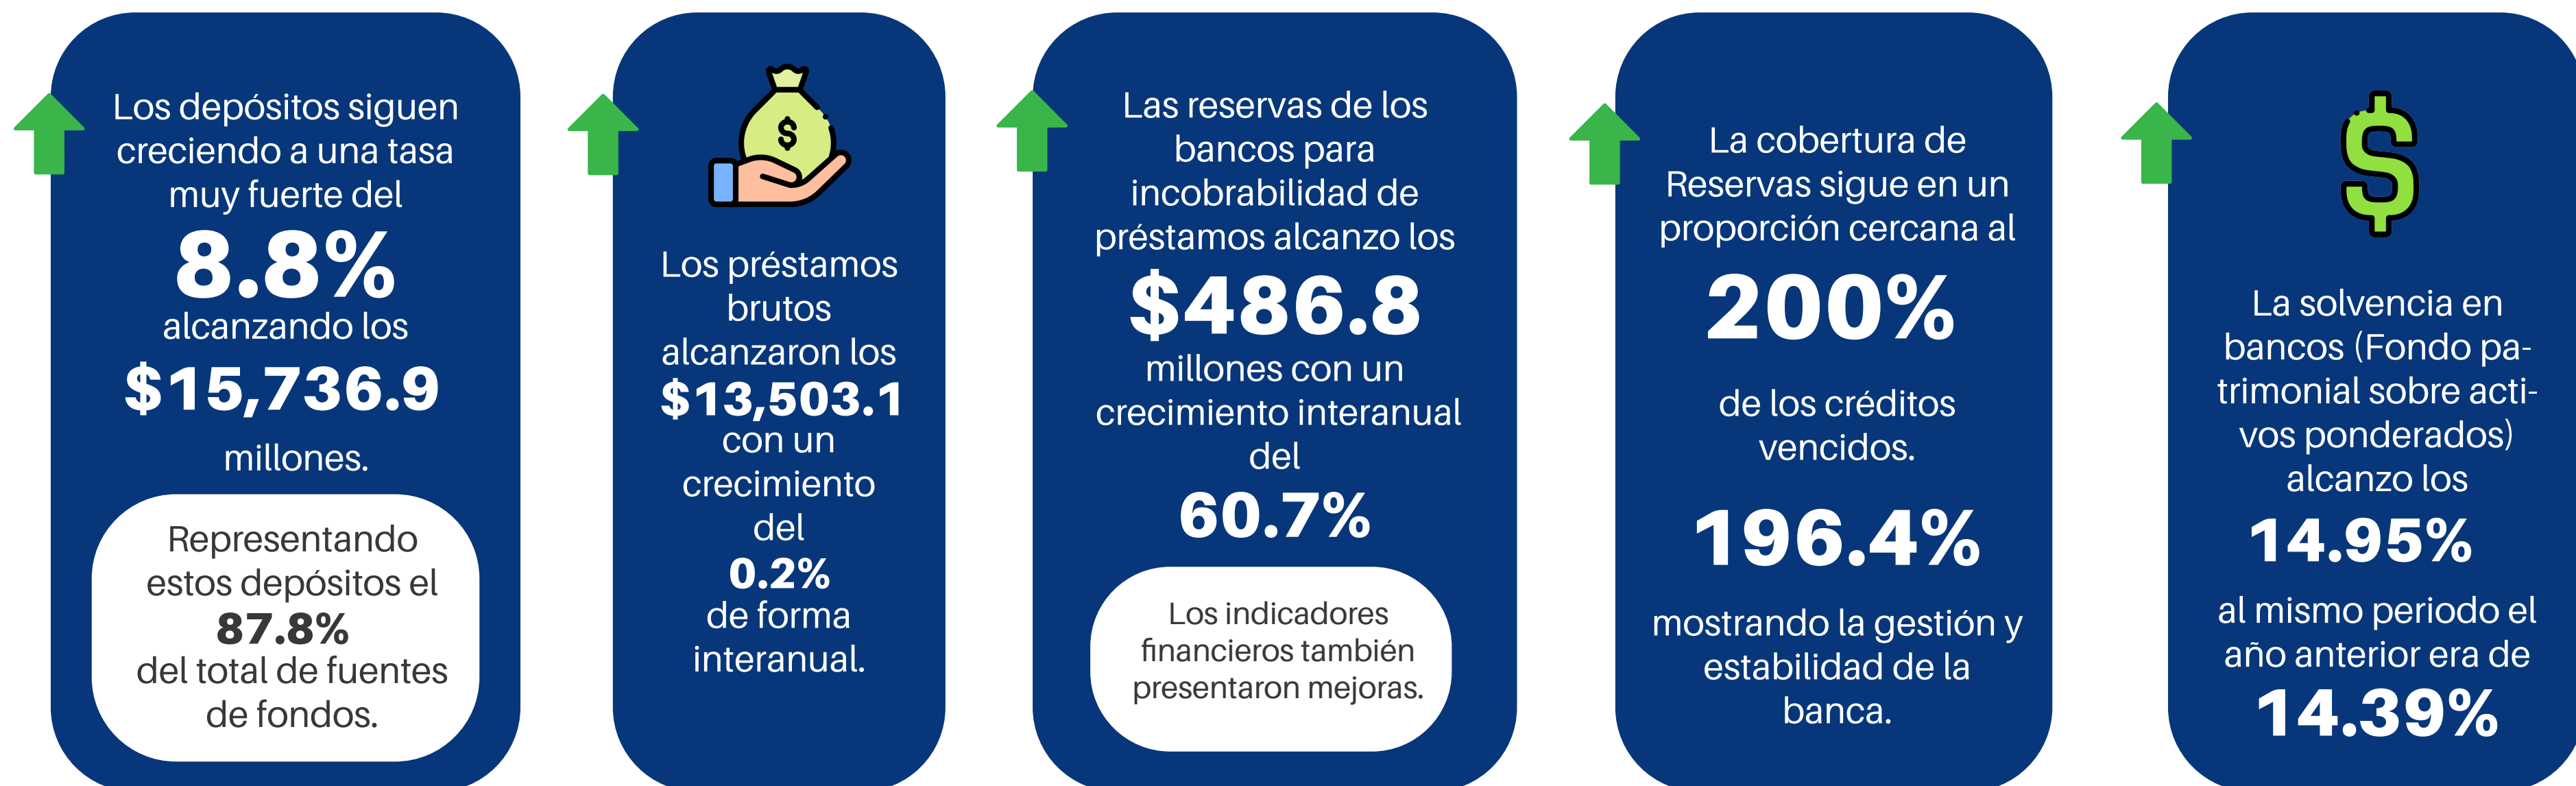 Los depósitos siguen
creciendo a una tasa
muy fuerte del
8.8%
alcanzando los
$15,736.9
millones.
Representando
estos depósitos el
87.8%
del total de fuentes
de fondos.
$
Los préstamos
brutos
alcanzaron los
$13,503.1
con un
crecimiento
del
0.2%
de forma
interanual.
Las reservas de los
bancos para
incobrabilidad de
préstamos alcanzo los
$486.8
millones con un
crecimiento interanual
del
60.7%
Los indicadores
financieros también
presentaron mejoras.
La cobertura de
Reservas sigue en un
proporción cercana al
200%
de los créditos
vencidos.
196.4%
mostrando la gestión y
estabilidad de la
banca.
$
La solvencia en
bancos (Fondo pa-
trimonial sobre acti-
vos ponderados)
alcanzo los
14.95%
al mismo periodo el
año anterior era de
14.39%